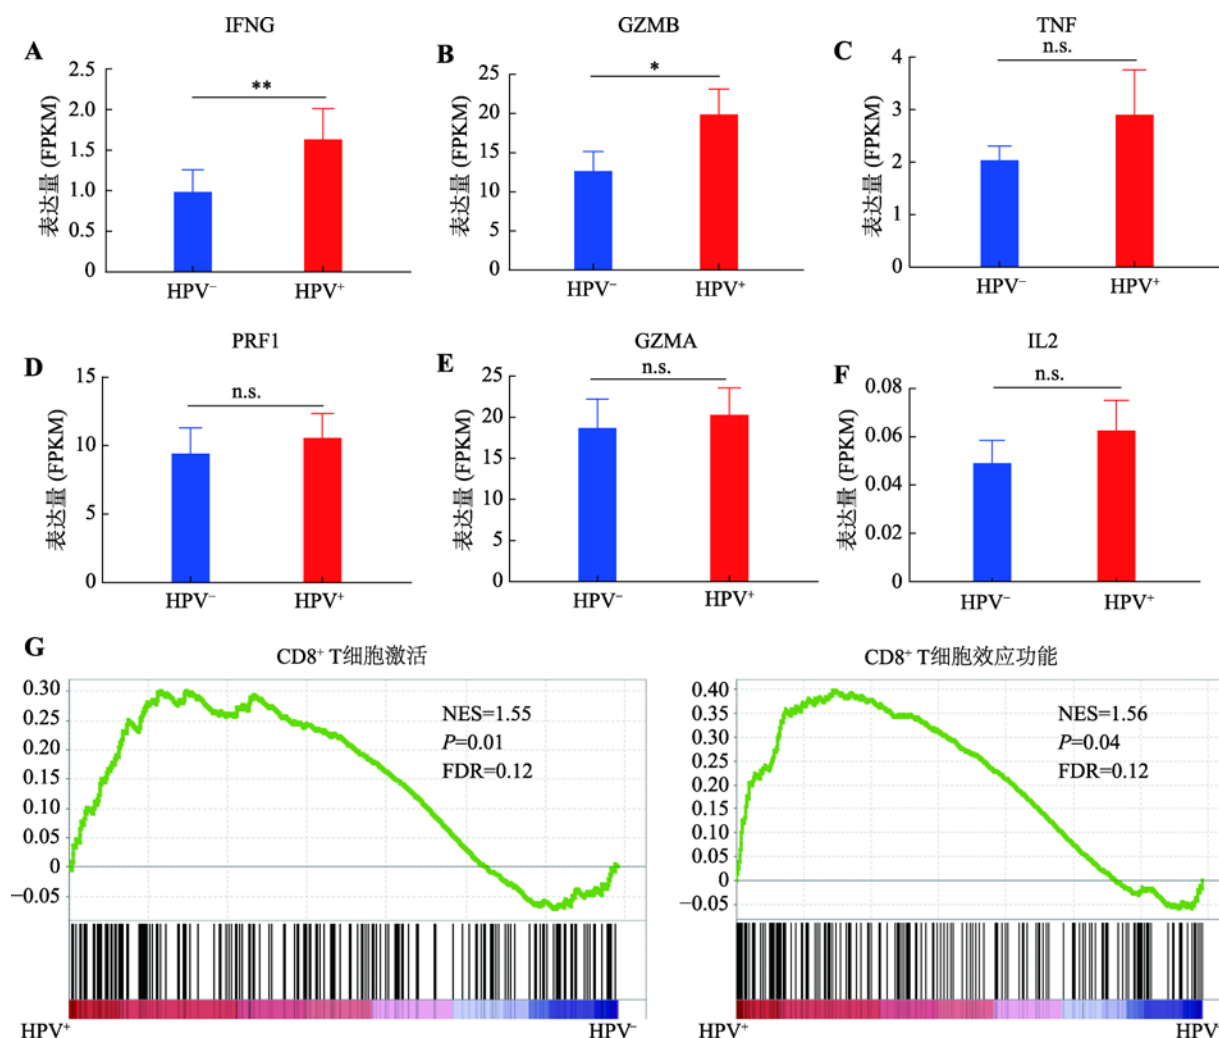 IFNG
A
表达量 (FPKM)
2.5
2.0
1.5
1.0
0.5
0
**
HPV⁻
HPV⁺
GZMB
B
表达量 (FPKM)
25
20
15
10
5
0
*
HPV⁻
HPV⁺
TNF
C
表达量 (FPKM)
4
3
2
1
0
n.s.
HPV⁻
HPV⁺
PRF1
D
表达量 (FPKM)
15
10
5
0
n.s.
HPV⁻
HPV⁺
GZMA
E
表达量 (FPKM)
25
20
15
10
5
0
n.s.
HPV⁻
HPV⁺
IL2
F
表达量 (FPKM)
0.08
0.06
0.04
0.02
0
n.s.
HPV⁻
HPV⁺
G
CD8⁺ T细胞激活
0.30
0.25
0.20
0.15
0.10
0.05
0
−0.05
NES=1.55
P=0.01
FDR=0.12
HPV⁺
HPV⁻
CD8⁺ T细胞效应功能
0.40
0.35
0.30
0.25
0.20
0.15
0.10
0.05
0
−0.05
NES=1.56
P=0.04
FDR=0.12
HPV⁺
HPV⁻